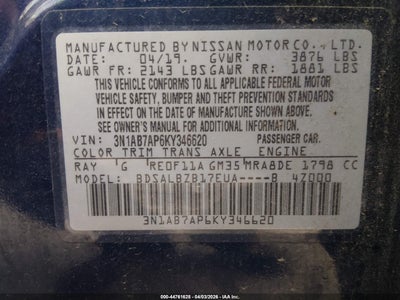 MANUFACTURED BY NISSAN MOTOR CO., LTD.
DATE: 04/19. GVWR: 3876 LBS
GAWR FR: 2143 LBS GAWR RR: 1881 LBS
THIS VEHICLE CONFORMS TO ALL APPLICABLE FEDERAL MOTOR
VEHICLE SAFETY, BUMPER AND THEFT PREVENTION STANDARDS
IN EFFECT ON THE DATE OF MANUFACTURE SHOWN ABOVE.
SEE OWNER'S MANUAL FOR ADDITIONAL INFORMATION.
VIN: 3N1AB7AP6KY346620 PASSENGER CAR.
COLOR TRIM TRANS AXLE ENGINE
RAY G RE0F11A GM35 MRA8DE 1798 CC
MODEL: BDSALBZB17EUA----B 4Z000
3N1AB7AP6KY346620
000-44761628 - 04/03/2026 - IAA, Inc.